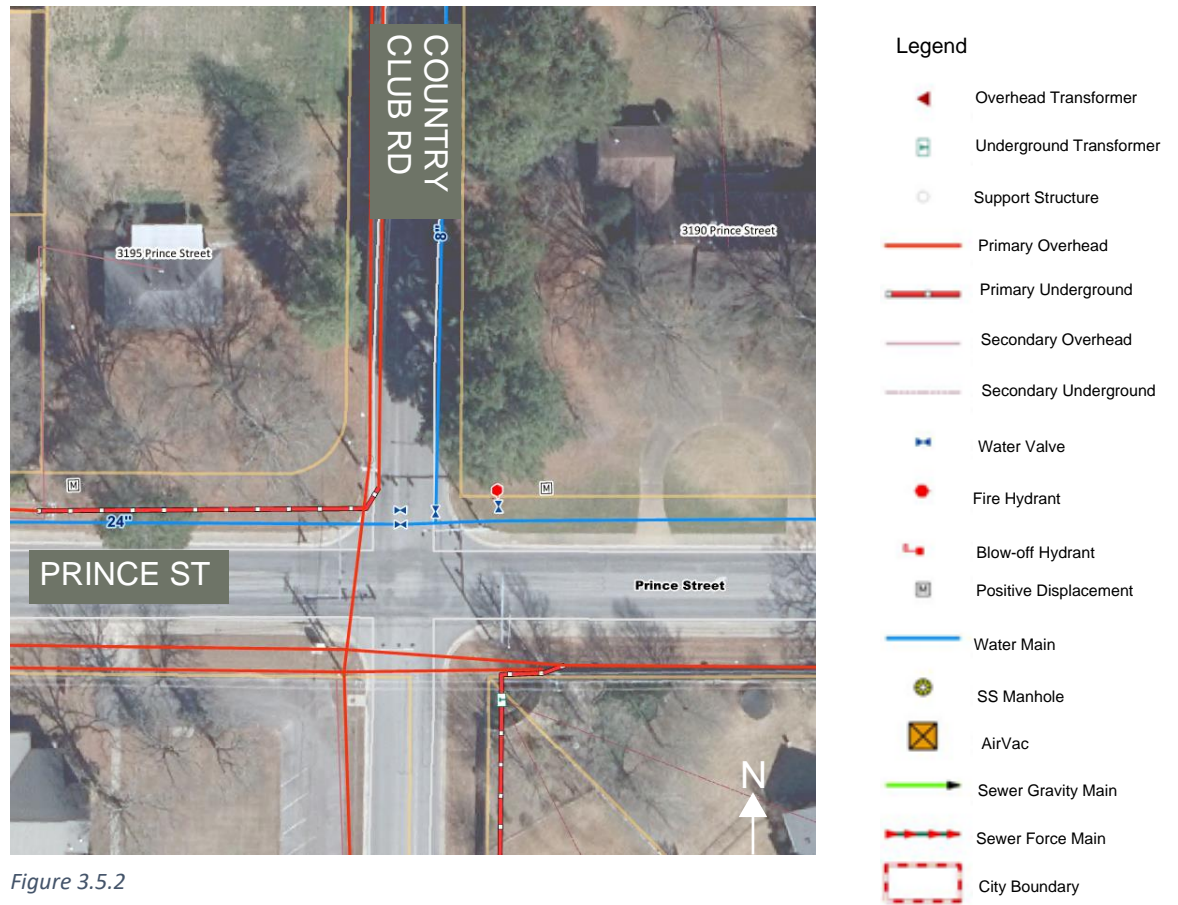 COUNTRY
CLUB RD
8"
3195 Prince Street
3190 Prince Street
M
M
24"
PRINCE ST
Prince Street
N
Figure 3.5.2
Legend
Overhead Transformer
Underground Transformer
Support Structure
Primary Overhead
Primary Underground
Secondary Overhead
Secondary Underground
Water Valve
Fire Hydrant
Blow-off Hydrant
M
Positive Displacement
Water Main
SS Manhole
AirVac
Sewer Gravity Main
Sewer Force Main
City Boundary